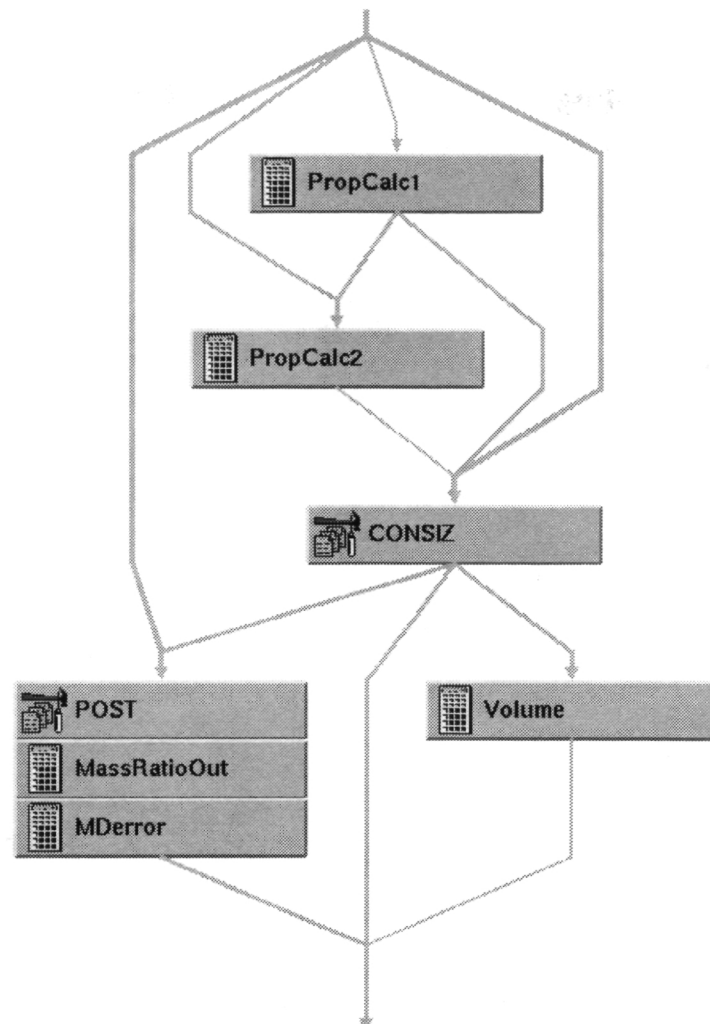 PropCalc1
PropCalc2
CONSIZ
POST
Volume
MassRatioOut
MDerror